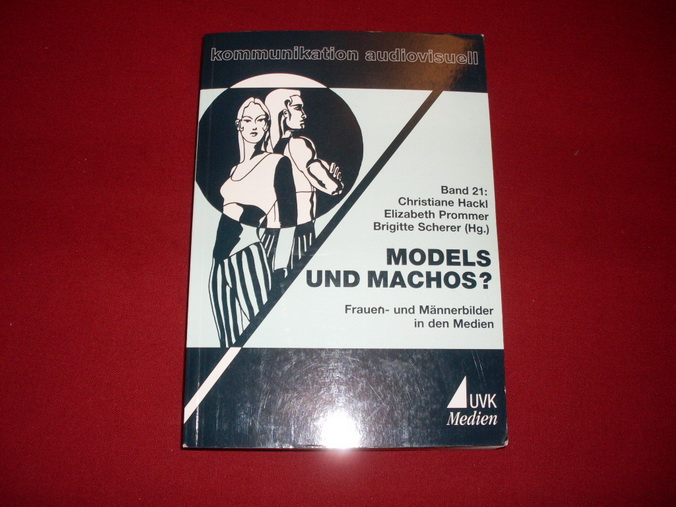 kommunikation audiovisuell
Band 21:
Christiane Hackl
Elizabeth Prommer
Brigitte Scherer (Hg.)
MODELS
UND MACHOS?
Frauen- und Männerbilder
in den Medien
UVK
Medien